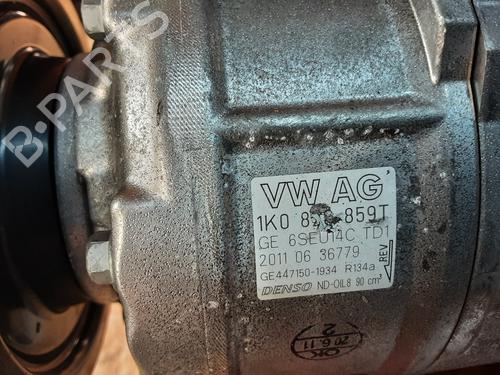 B-PARTS
VW AG
1K0 859T
GE 6SEU14C TD1
2011 06 36779
GE447150-1934 R134a
REV
DENSO ND-OIL8 90 cm³
OK
20.6.11
2